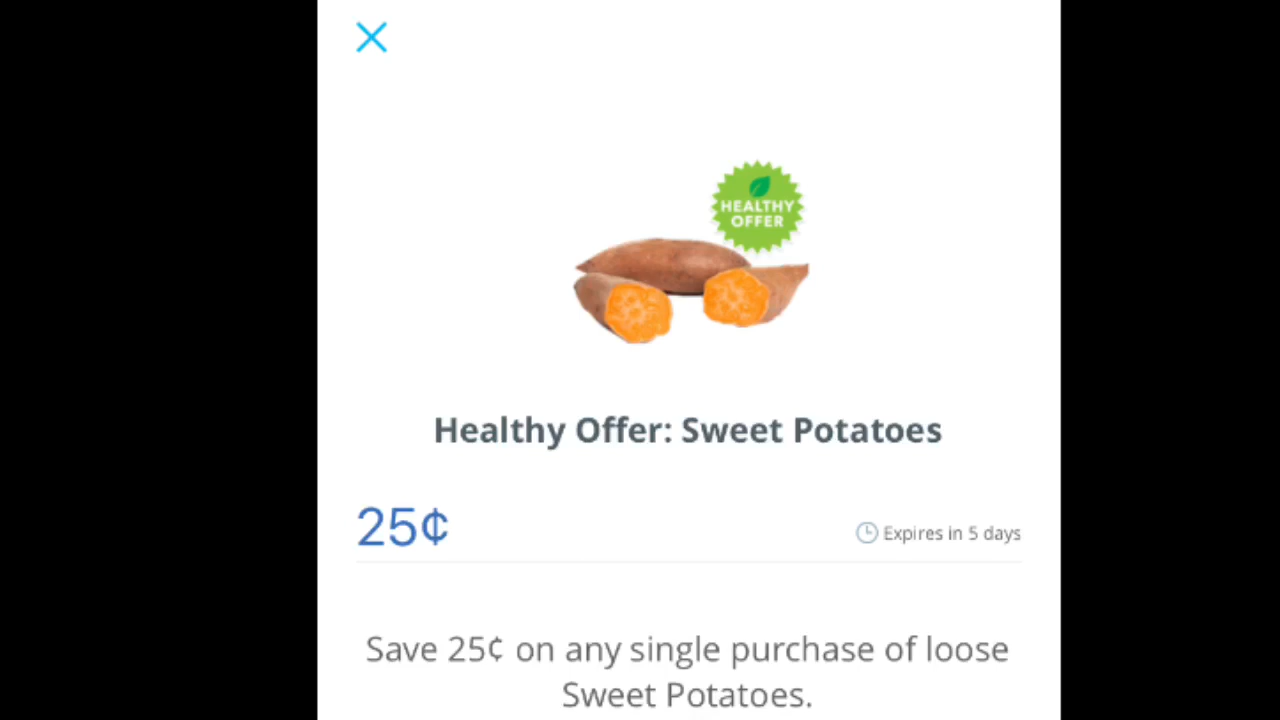 HEALTHY
OFFER
Healthy Offer: Sweet Potatoes
25¢
Expires in 5 days
Save 25¢ on any single purchase of loose
Sweet Potatoes.